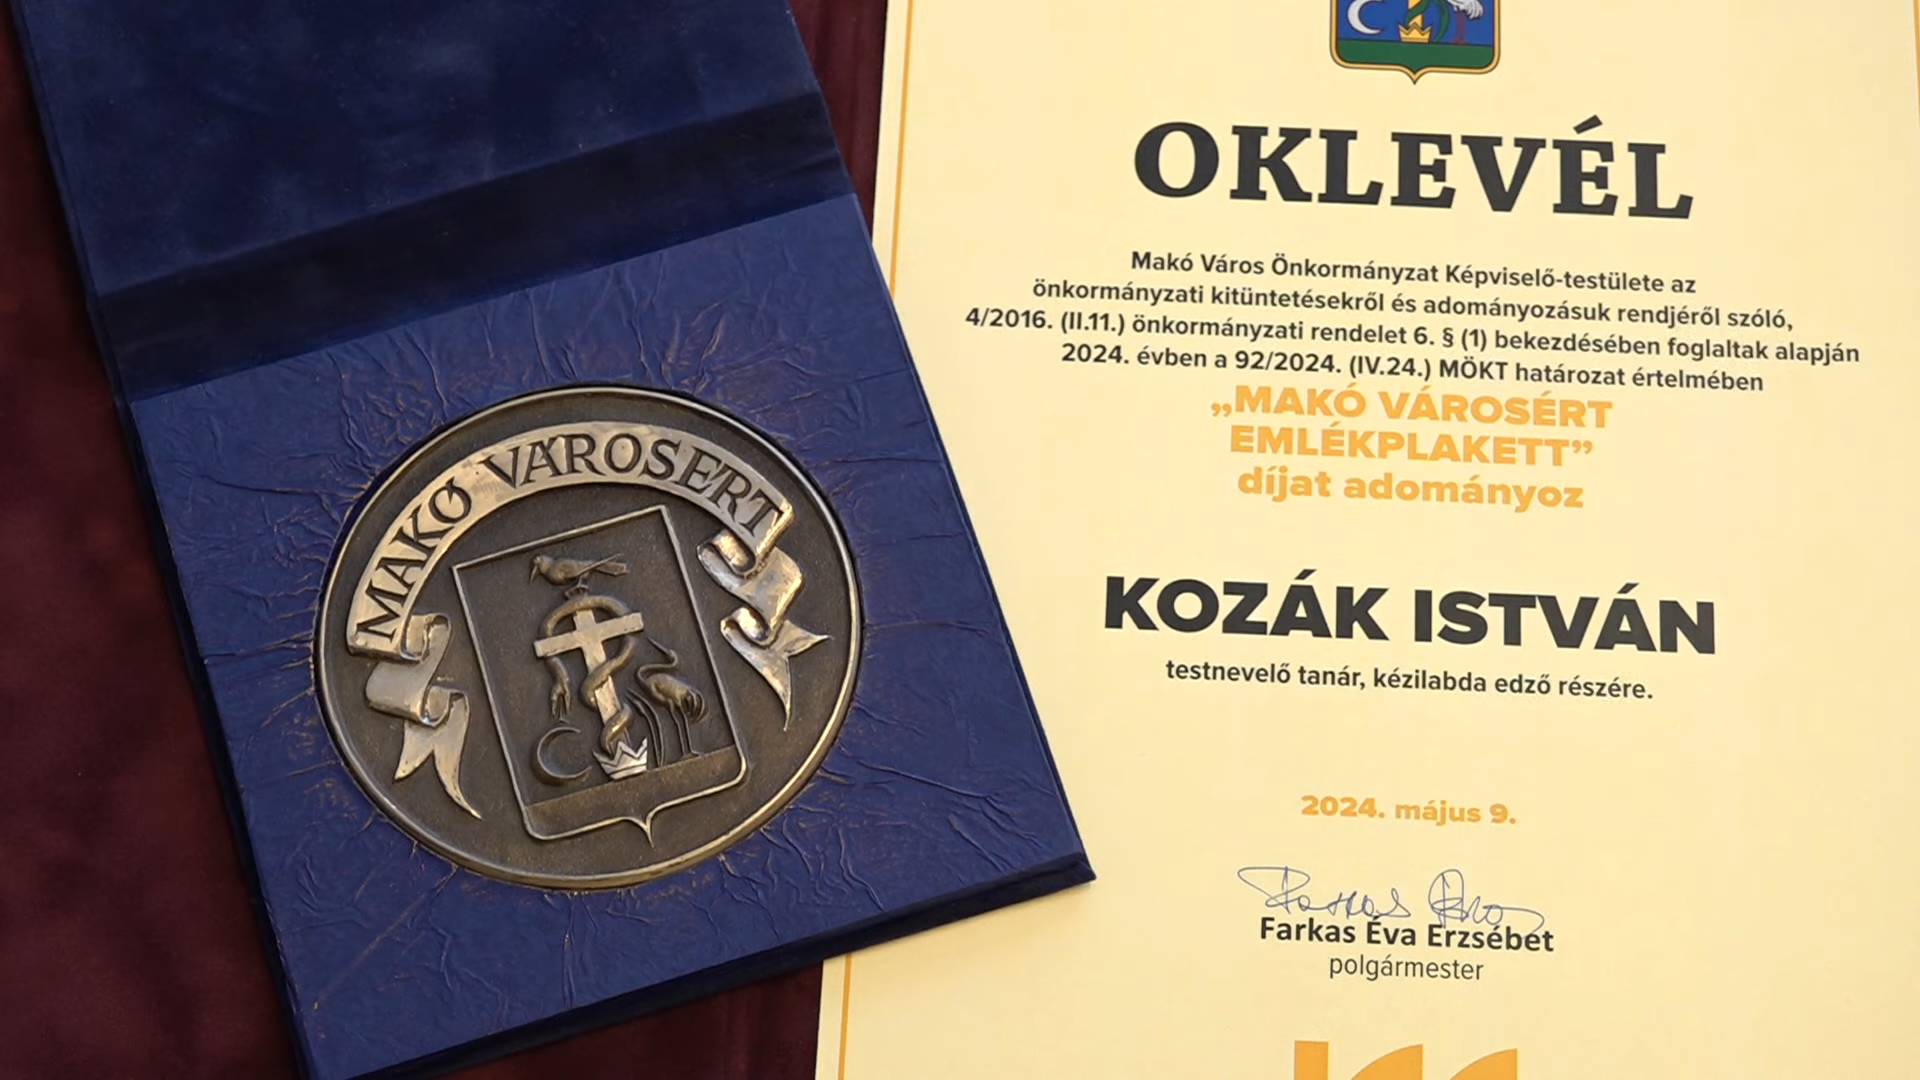 MAKÓ VÁROSÉRT
OKLEVÉL
Makó Város Önkormányzat Képviselő-testülete az
önkormányzati kitüntetésekről és adományozásuk rendjéről szóló,
4/2016. (II.11.) önkormányzati rendelet 6. § (1) bekezdésében foglaltak alapján
2024. évben a 92/2024. (IV.24.) MÖKT határozat értelmében
„MAKÓ VÁROSÉRT
EMLÉKPLAKETT”
díjat adományoz
KOZÁK ISTVÁN
testnevelő tanár, kézilabda edző részére.
2024. május 9.
Farkas Éva Erzsébet
polgármester